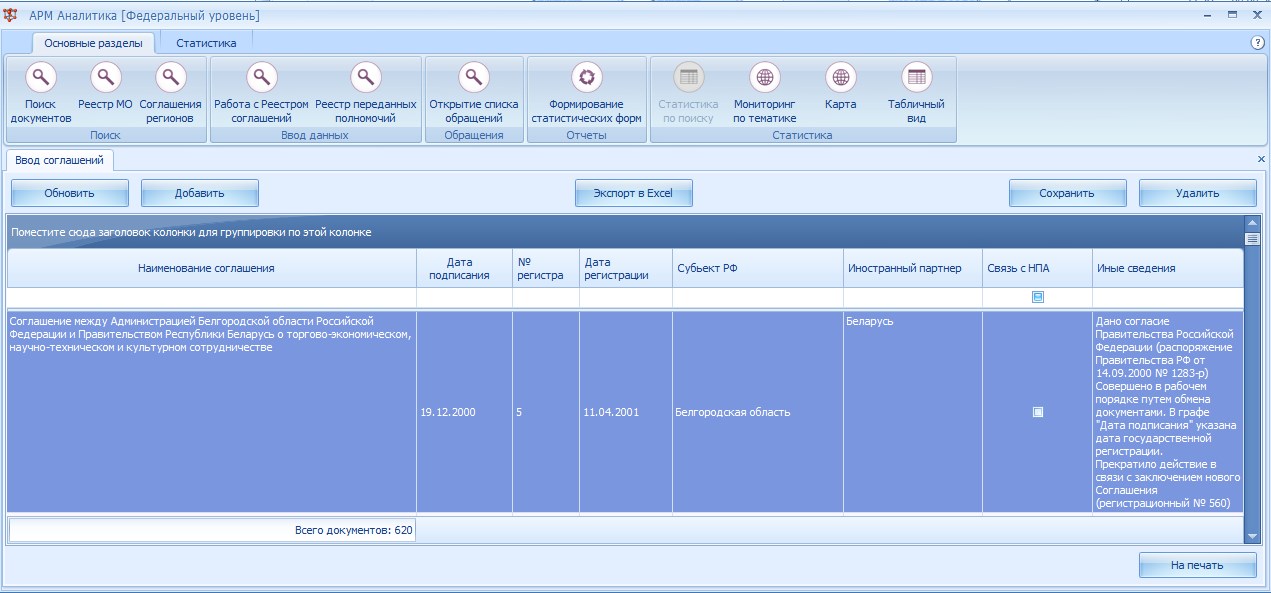 АРМ Аналитика [Федеральный уровень]
Основные разделы
Статистика
Поиск документов
Реестр МО
Соглашения регионов
Работа с Реестром соглашений
Реестр переданных полномочий
Открытие списка обращений
Формирование статистических форм
Статистика по поиску
Мониторинг по тематике
Карта
Табличный вид
Поиск
Ввод данных
Обращения
Отчеты
Статистика
Ввод соглашений
Обновить
Добавить
Экспорт в Excel
Сохранить
Удалить
Поместите сюда заголовок колонки для группировки по этой колонке
Наименование соглашения
Дата подписания
№ регистра
Дата регистрации
Субъект РФ
Иностранный партнер
Связь с НПА
Иные сведения
Соглашение между Администрацией Белгородской области Российской
Федерации и Правительством Республики Беларусь о торгово-экономическом,
научно-техническом и культурном сотрудничестве
19.12.2000
5
11.04.2001
Белгородская область
Беларусь
Дано согласие
Правительства Российской
Федерации (распоряжение
Правительства РФ от
14.09.2000 № 1283-р)
Совершено в рабочем
порядке путем обмена
документами. В графе
"Дата подписания" указана
дата государственной
регистрации.
Прекратило действие в
связи с заключением нового
Соглашения
(регистрационный № 560)
Всего документов: 620
На печать